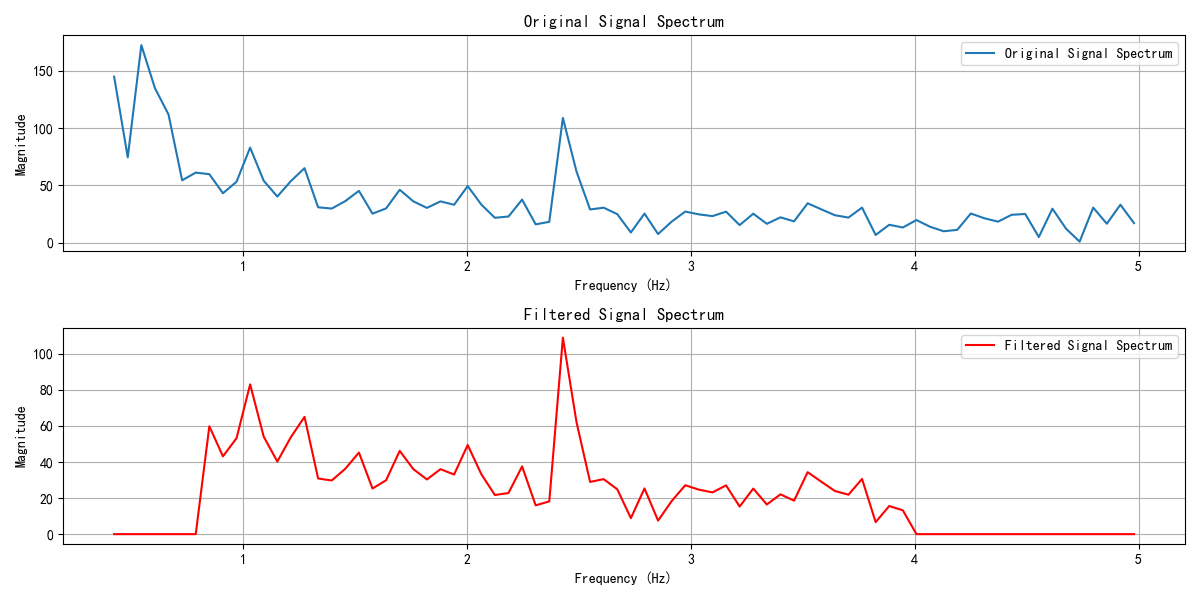 Original Signal Spectrum
Original Signal Spectrum
Magnitude
150
100
50
0
1
2
3
4
5
Frequency (Hz)
Filtered Signal Spectrum
Filtered Signal Spectrum
Magnitude
100
80
60
40
20
0
1
2
3
4
5
Frequency (Hz)